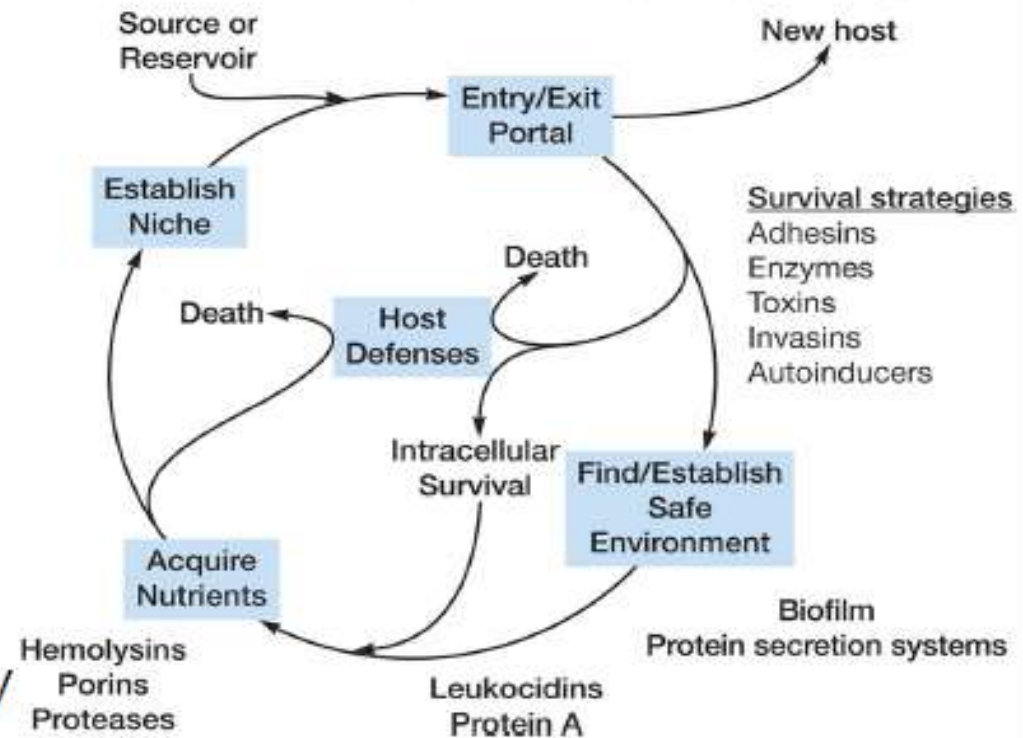 Source or
Reservoir
New host
Entry/Exit
Portal
Establish
Niche
Survival strategies
Adhesins
Enzymes
Toxins
Invasins
Autoinducers
Death
Death
Host
Defenses
Intracellular
Survival
Find/Establish
Safe
Environment
Acquire
Nutrients
Biofilm
Protein secretion systems
Hemolysins
Porins
Proteases
Leukocidins
Protein A